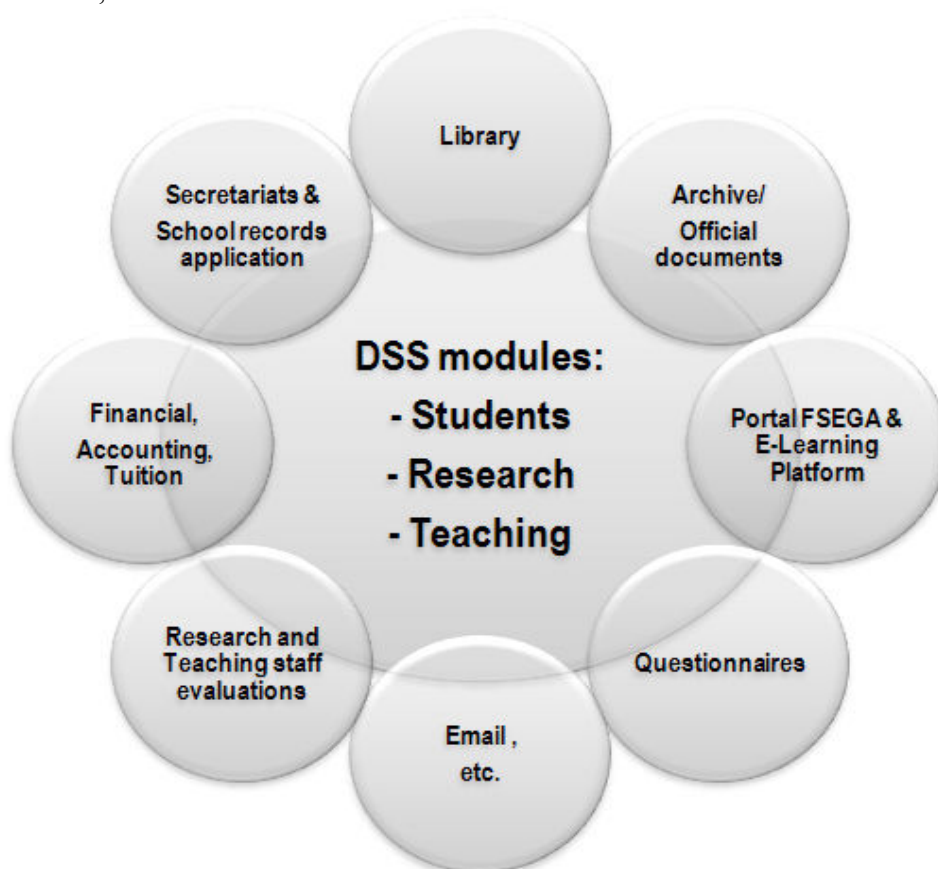 Library
Secretariats &
School records
application
Archive/
Official
documents
DSS modules:
- Students
- Research
- Teaching
Financial,
Accounting,
Tuition
Portal FSEGA &
E-Learning
Platform
Research and
Teaching staff
evaluations
Questionnaires
Email ,
etc.